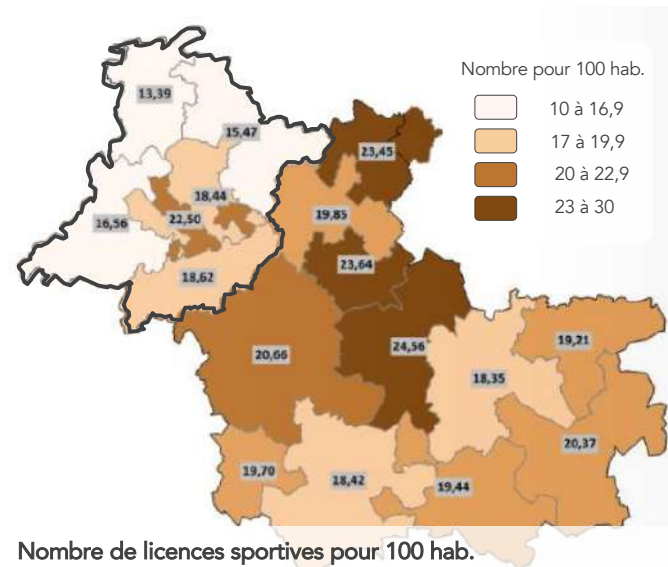 Nombre pour 100 hab.
10 à 16,9
17 à 19,9
20 à 22,9
23 à 30
13,39
15,47
23,45
18,44
16,56
22,50
19,85
18,62
23,64
20,66
24,56
19,21
18,35
20,37
19,70
18,42
19,44
Nombre de licences sportives pour 100 hab.